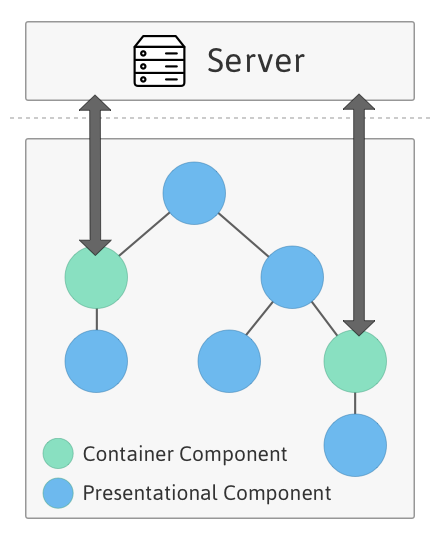 Server
Container Component
Presentational Component